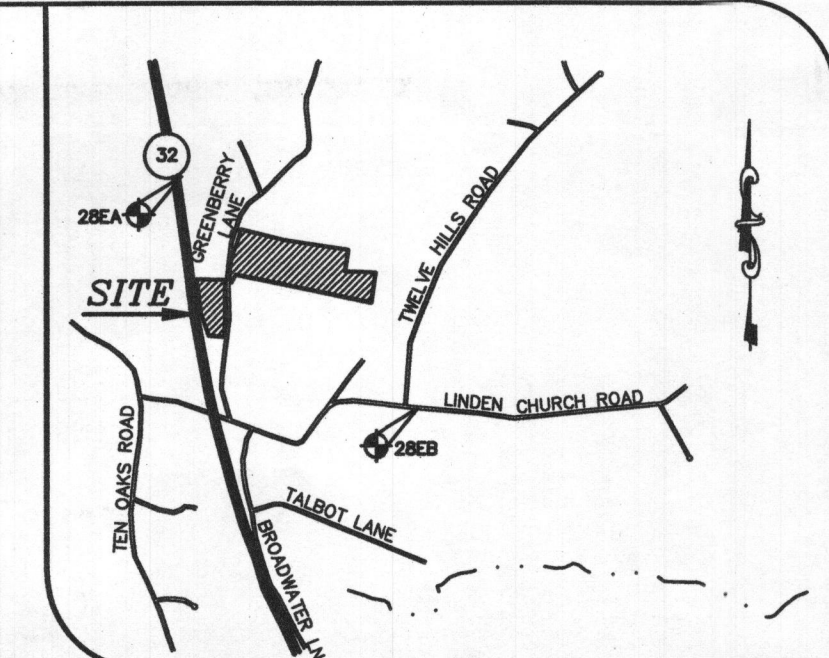 32
GREENBERRY
LANE
28EA
TWELVE HILLS ROAD
SITE
LINDEN CHURCH ROAD
28EB
TEN OAKS ROAD
TALBOT LANE
BROADWATER LN